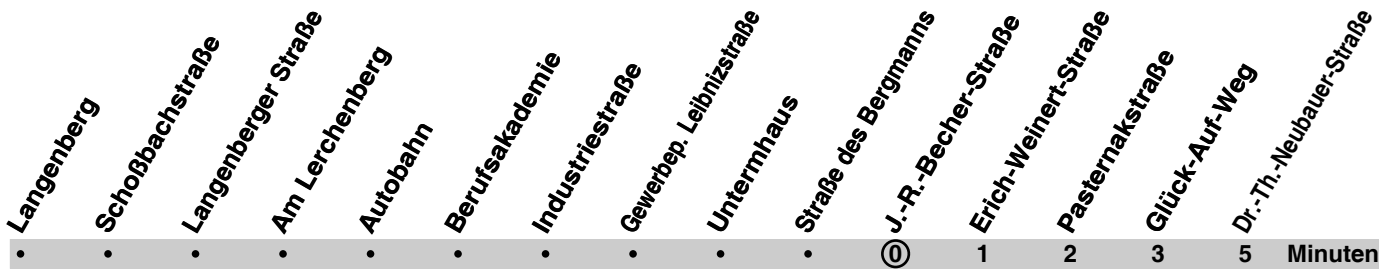 Langenberg
Schoßbachstraße
Langenberger Straße
Am Lerchenberg
Autobahn
Berufsakademie
Industriestraße
Gewerbep. Leibnizstraße
Untermhaus
Straße des Bergmanns
J.-R.-Becher-Straße
Erich-Weinert-Straße
Pasternakstraße
Glück-Auf-Weg
Dr.-Th.-Neubauer-Straße
• • • • • • • • • • 0 1 2 3 5 Minuten